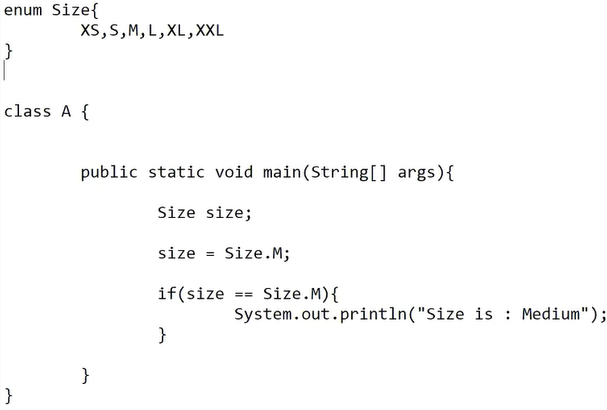 enum Size{
        XS,S,M,L,XL,XXL
}
class A {
        public static void main(String[] args){
                Size size;
                size = Size.M;
                if(size == Size.M){
                        System.out.println("Size is : Medium");
                }
        }
}